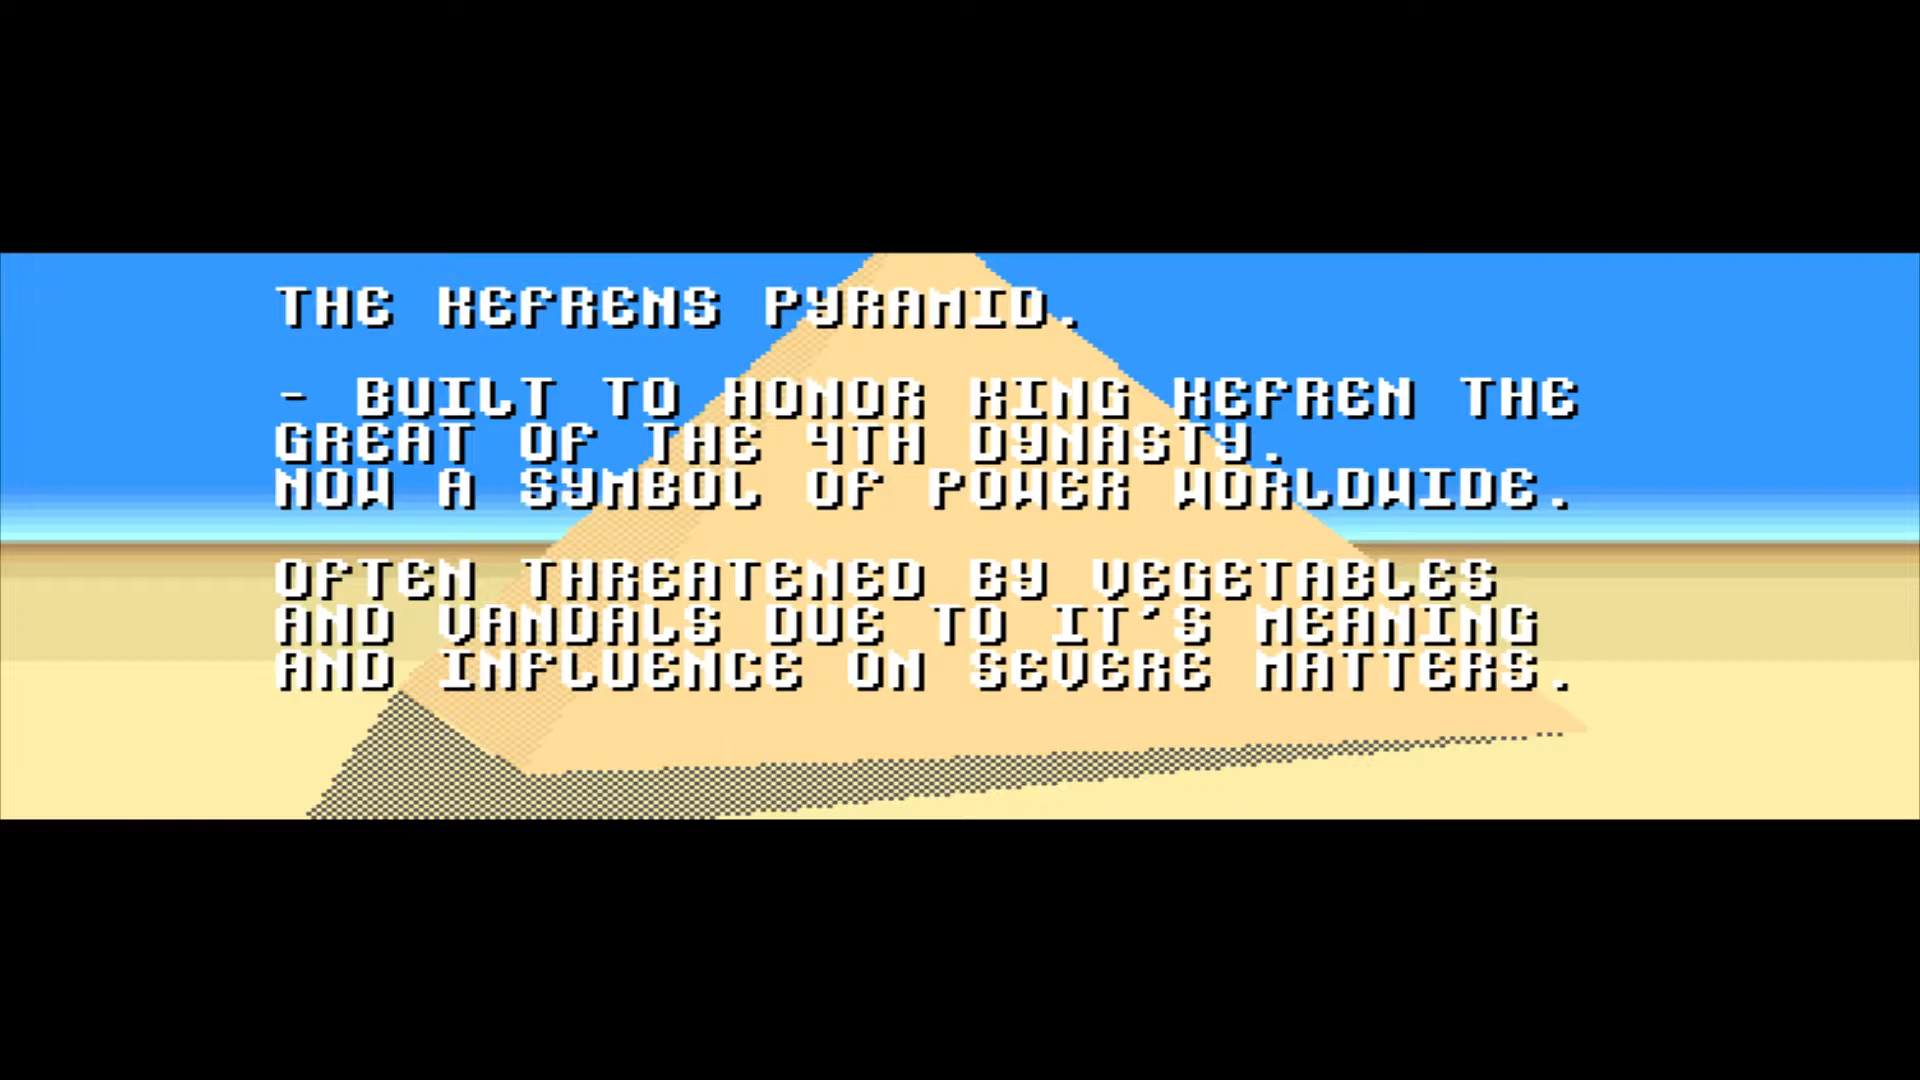 THE KEFRENS PYRAMID.
- BUILT TO HONOR KING KEFREN THE
GREAT OF THE 4TH DYNASTY.
NOW A SYMBOL OF POWER WORLDWIDE.
OFTEN THREATENED BY VEGETABLES
AND VANDALS DUE TO IT'S MEANING
AND INFLUENCE ON SEVERE MATTERS.